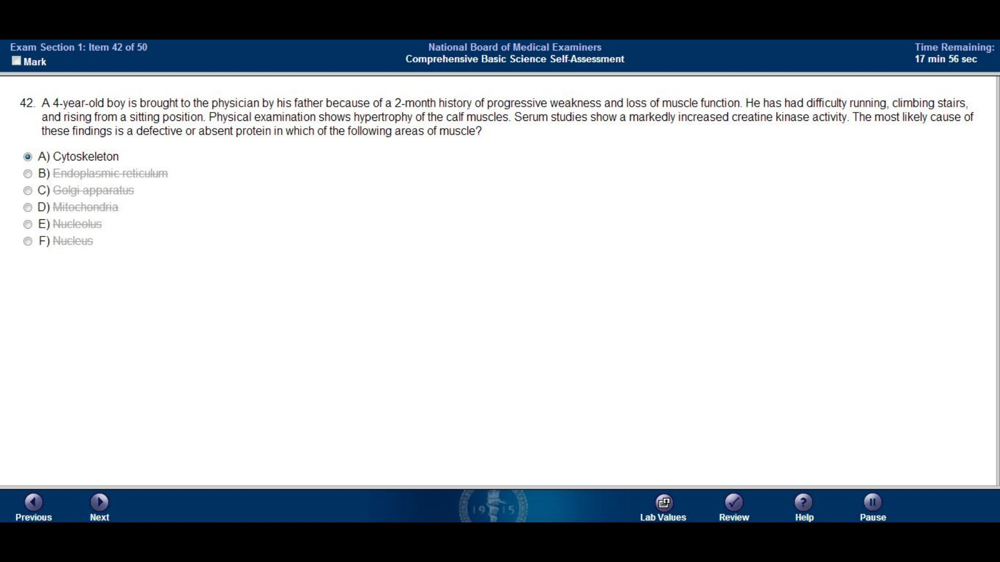 Exam Section 1: Item 42 of 50
National Board of Medical Examiners
Time Remaining:
Mark
Comprehensive Basic Science Self-Assessment
17 min 56 sec
42. A 4-year-old boy is brought to the physician by his father because of a 2-month history of progressive weakness and loss of muscle function. He has had difficulty running, climbing stairs,
and rising from a sitting position. Physical examination shows hypertrophy of the calf muscles. Serum studies show a markedly increased creatine kinase activity. The most likely cause of
these findings is a defective or absent protein in which of the following areas of muscle?
A) Cytoskeleton
B) Endoplasmic reticulum
C) Golgi apparatus
D) Mitochondria
E) Nucleolus
F) Nucleus
1915
Previous
Next
Lab Values
Review
Help
Pause